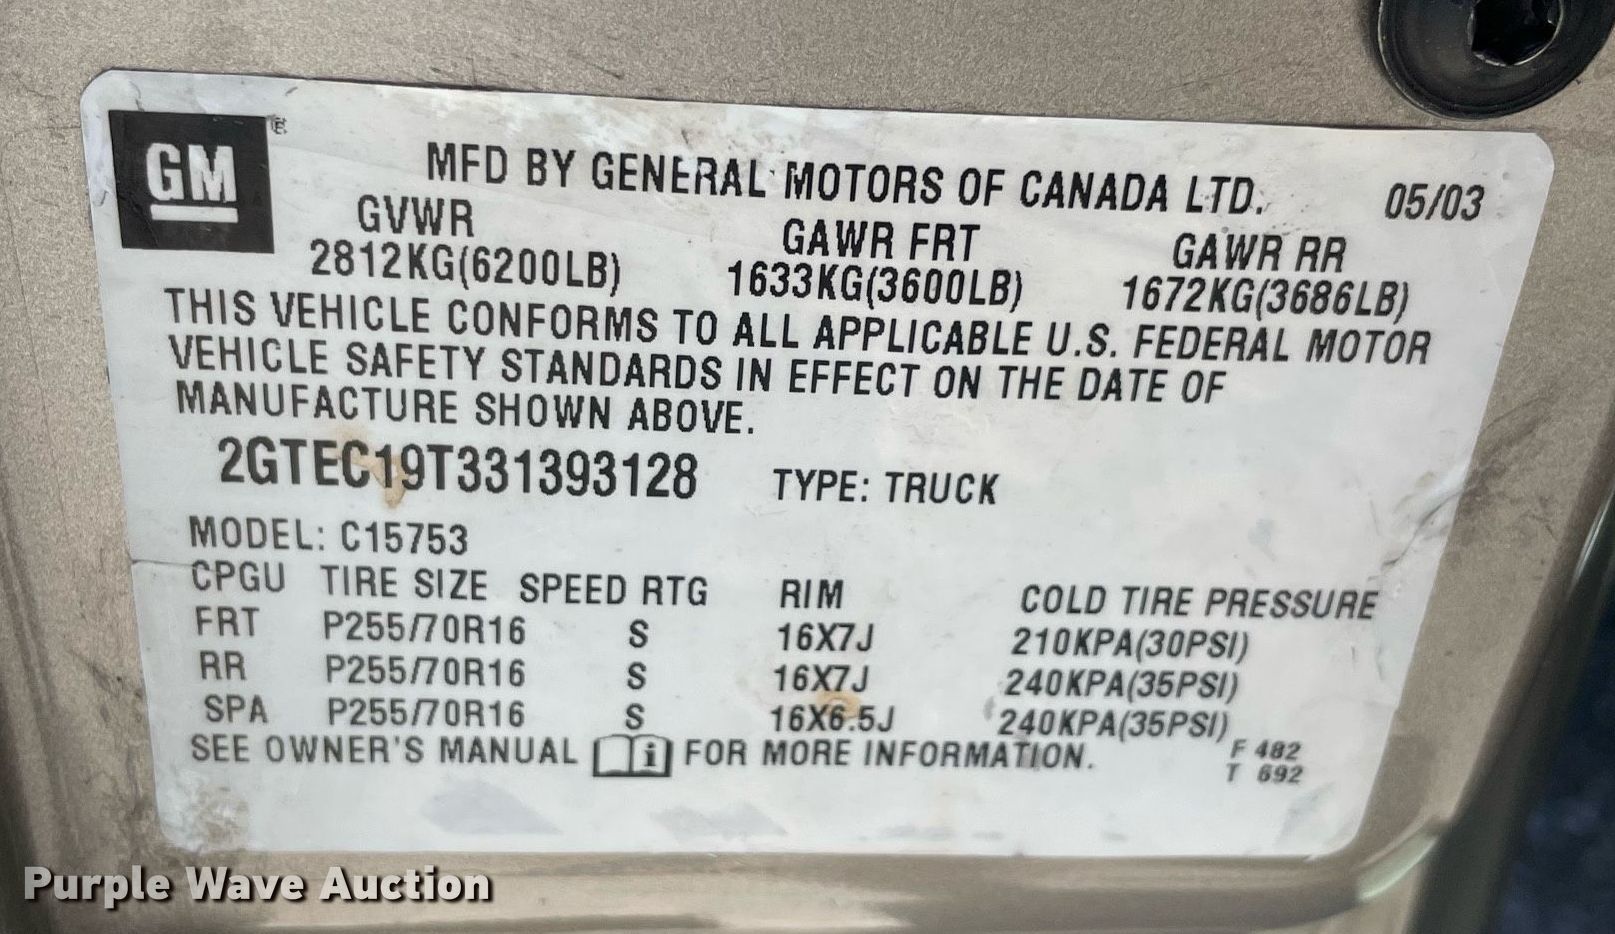 GM ®
MFD BY GENERAL MOTORS OF CANADA LTD. 05/03
GVWR GAWR FRT GAWR RR
2812KG(6200LB) 1633KG(3600LB) 1672KG(3686LB)
THIS VEHICLE CONFORMS TO ALL APPLICABLE U.S. FEDERAL MOTOR
VEHICLE SAFETY STANDARDS IN EFFECT ON THE DATE OF
MANUFACTURE SHOWN ABOVE.
2GTEC19T331393128 TYPE: TRUCK
MODEL: C15753
CPGU TIRE SIZE SPEED RTG RIM COLD TIRE PRESSURE
FRT P255/70R16 S 16X7J 210KPA(30PSI)
RR P255/70R16 S 16X7J 240KPA(35PSI)
SPA P255/70R16 S 16X6.5J 240KPA(35PSI)
SEE OWNER'S MANUAL i FOR MORE INFORMATION.
F 482
T 692
Purple Wave Auction